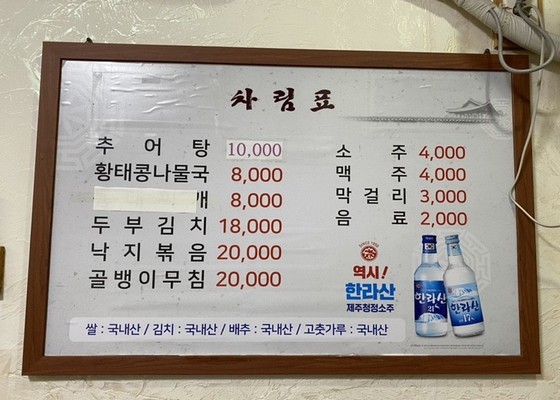 차림표
추어탕 10,000
황태콩나물국 8,000
개 8,000
두부김치 18,000
낙지볶음 20,000
골뱅이무침 20,000
소주 4,000
맥주 4,000
막걸리 3,000
음료 2,000
SINCE 1950
역시!
한라산
제주청정소주
한라산 21
한라산 17
쌀 : 국내산 / 김치 : 국내산 / 배추 : 국내산 / 고춧가루 : 국내산